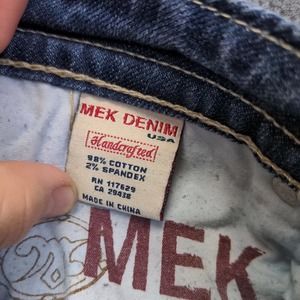 MEK DENIM
USA
Handcrafted
98% COTTON
2% SPANDEX
RN 117629
CA 29438
MADE IN CHINA
MEK